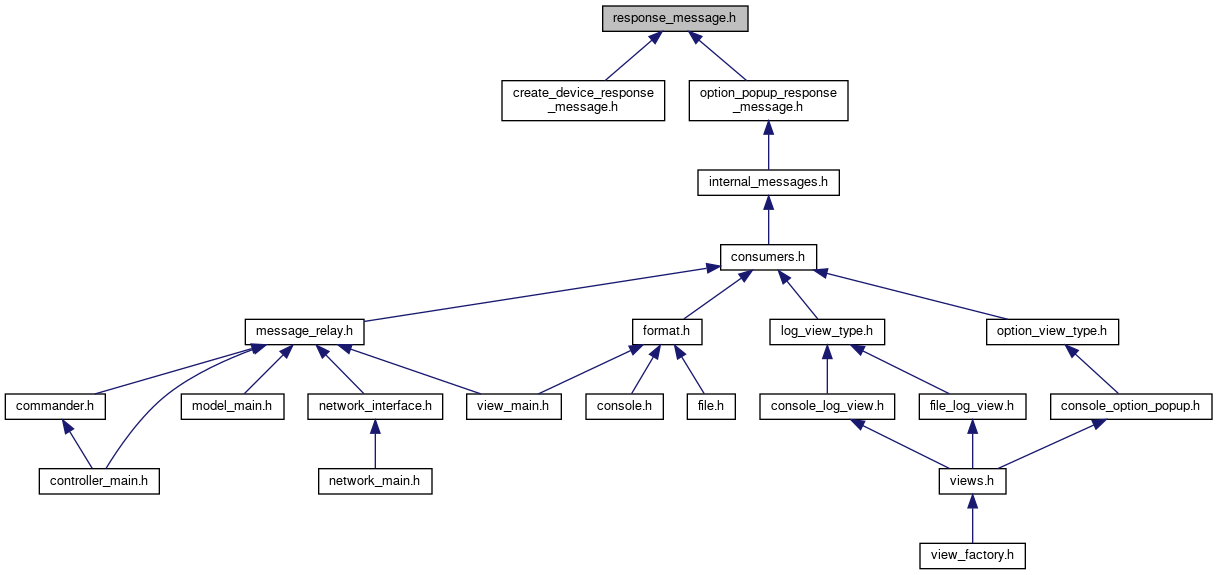 response_message.h
create_device_response
_message.h
option_popup_response
_message.h
internal_messages.h
consumers.h
message_relay.h
format.h
log_view_type.h
option_view_type.h
commander.h
model_main.h
network_interface.h
view_main.h
console.h
file.h
console_log_view.h
file_log_view.h
console_option_popup.h
controller_main.h
network_main.h
views.h
view_factory.h